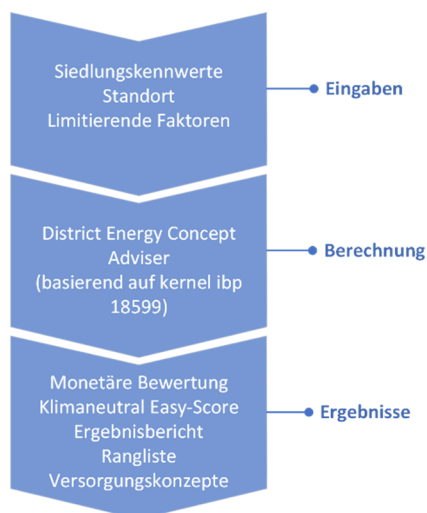 Siedlungskennwerte
Standort
Limitierende Faktoren
Eingaben
District Energy Concept
Adviser
(basierend auf kernel ibp
18599)
Berechnung
Monetäre Bewertung
Klimaneutral Easy-Score
Ergebnisbericht
Rangliste
Versorgungskonzepte
Ergebnisse